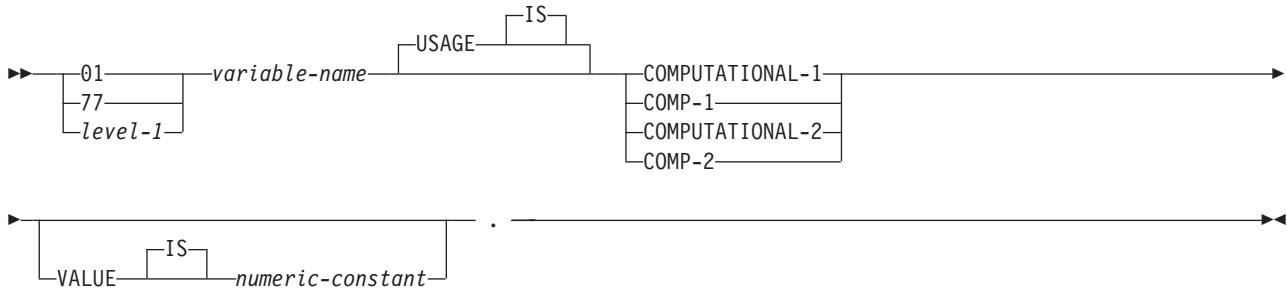 IS
USAGE
01 variable-name COMPUTATIONAL-1
77 COMP-1
level-1 COMPUTATIONAL-2
COMP-2
.
IS
VALUE numeric-constant